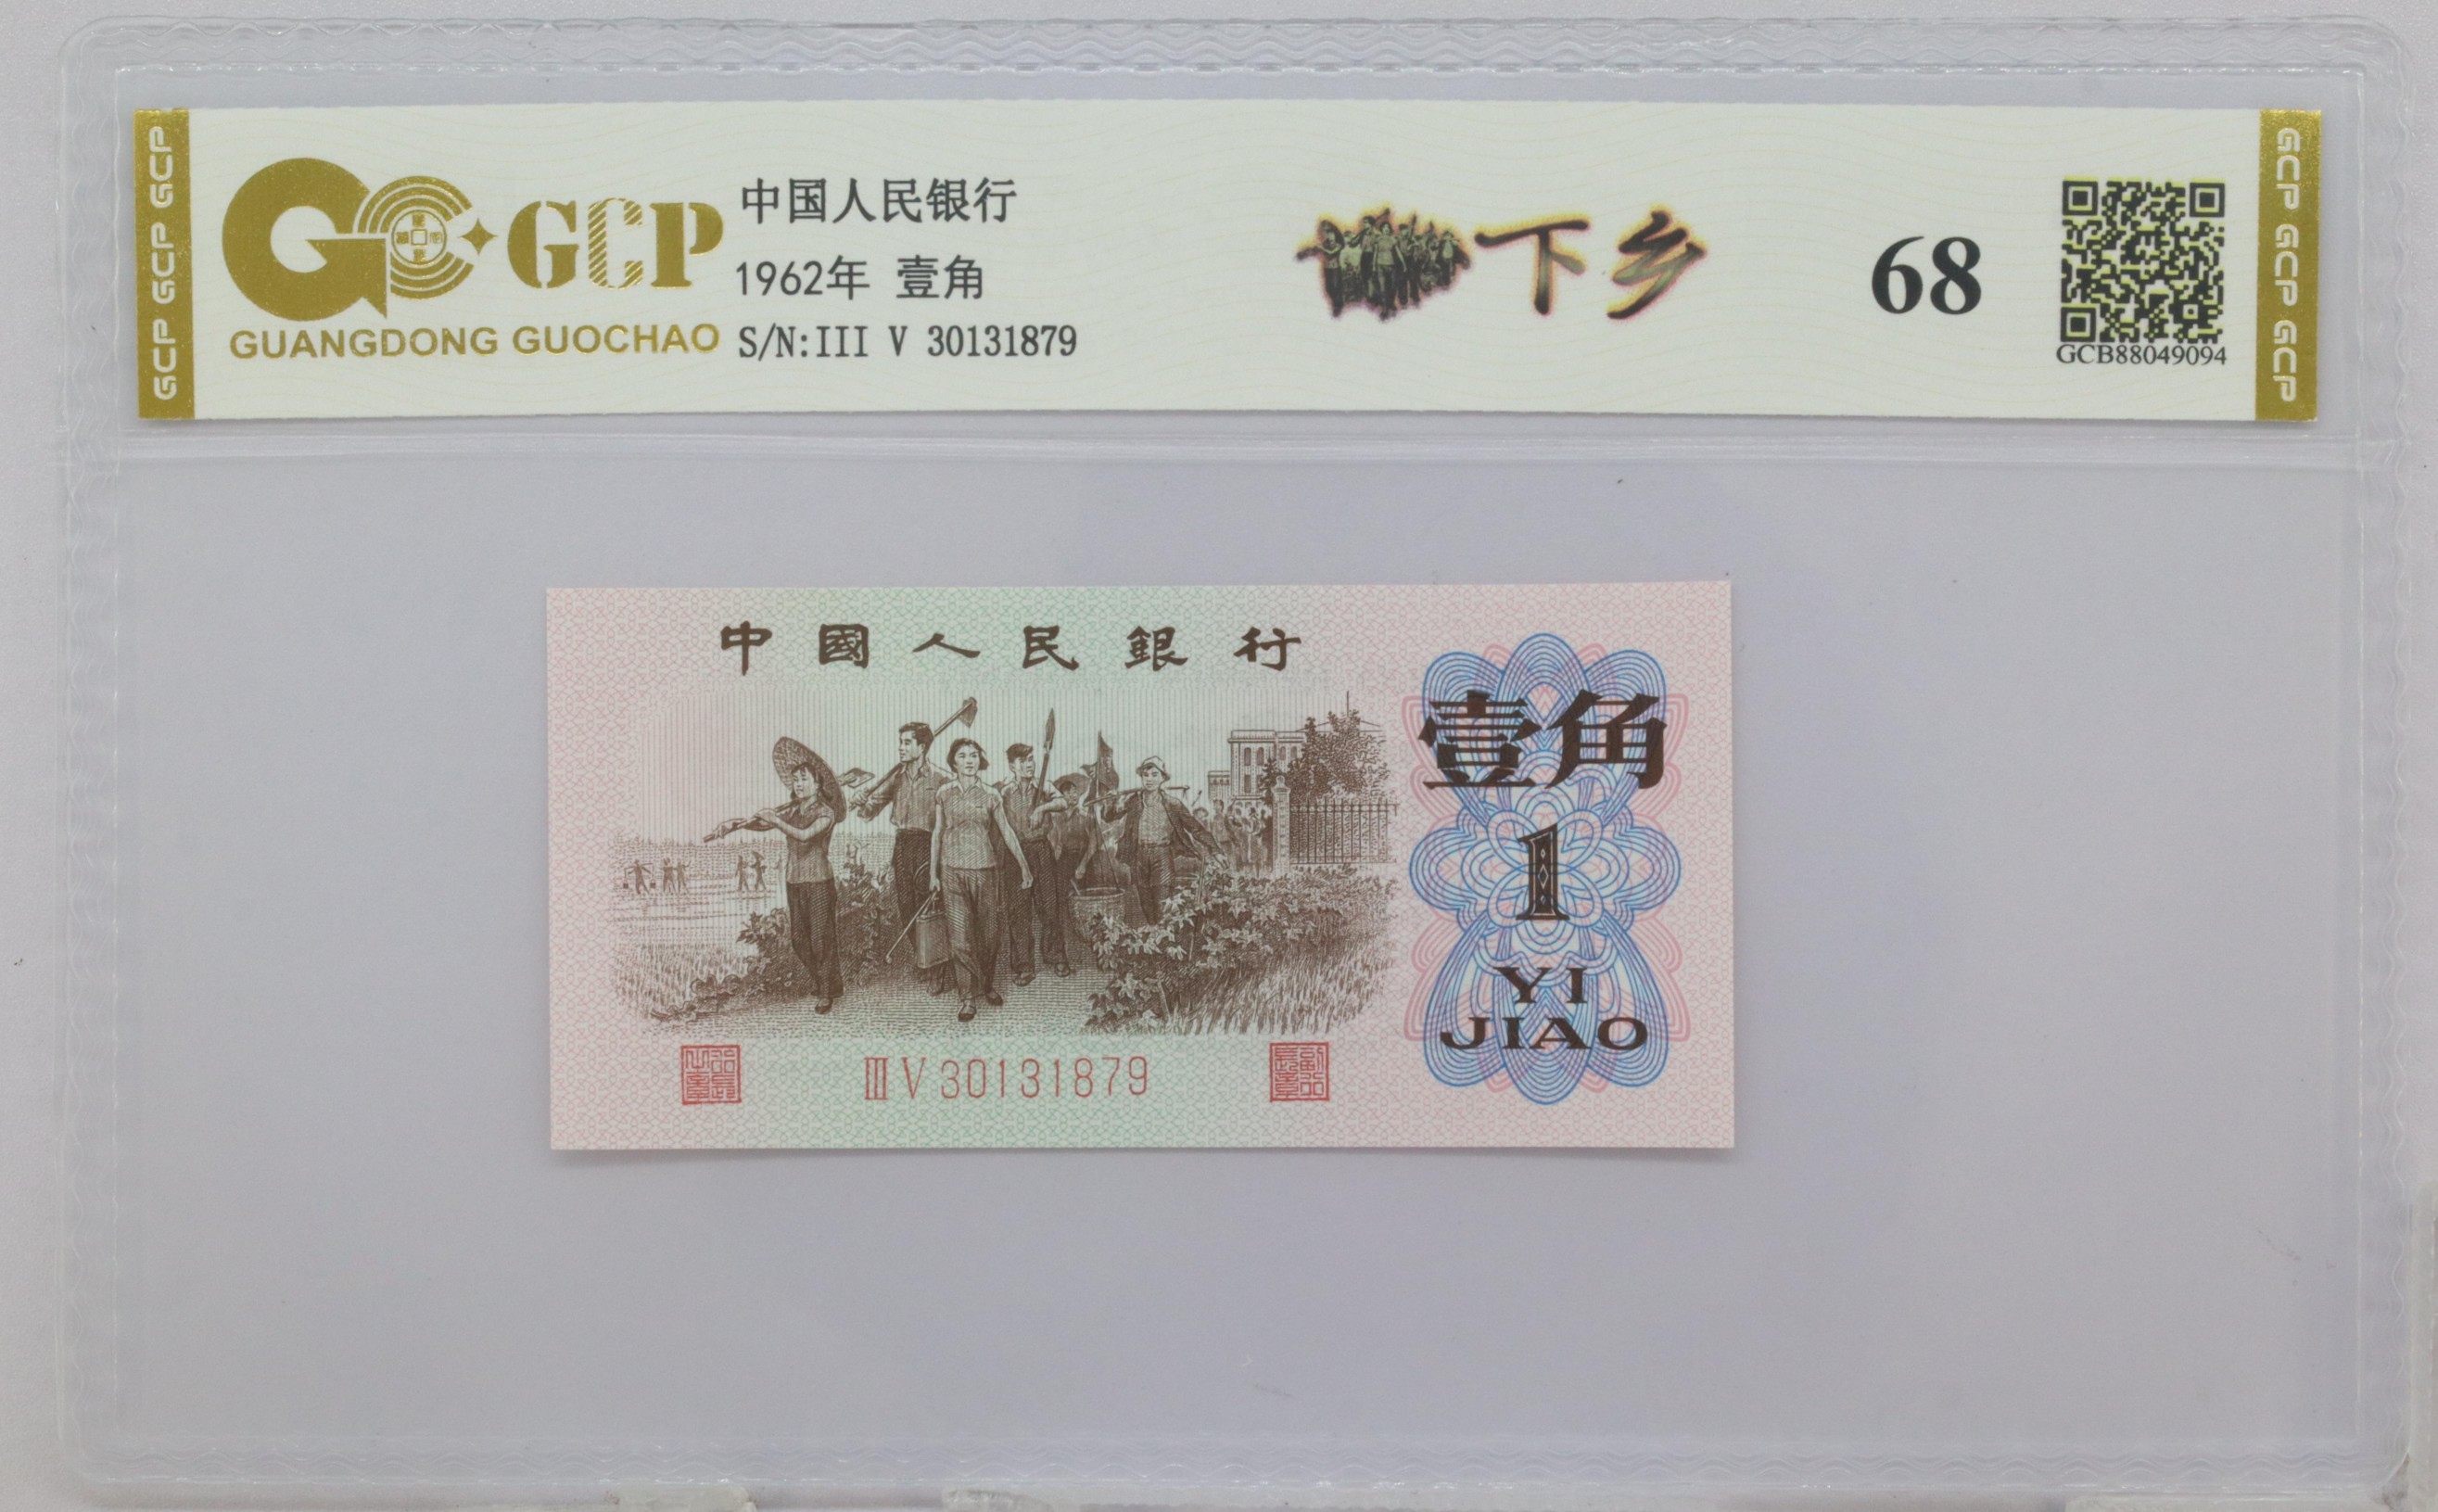 GCP GCP GCP
GCP
GUANGDONG GUOCHAO
中国人民银行
1962年 壹角
S/N:III V 30131879
下乡
68
GCB88049094
GCP GCP GCP
中國人民銀行
壹角
1
YI
JIAO
III V 30131879